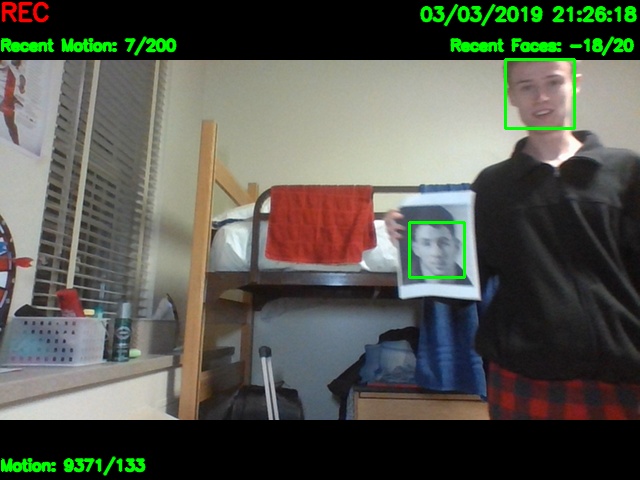 REC
03/03/2019 21:26:18
Recent Motion: 7/200
Recent Faces: -18/20
Motion: 9371/133